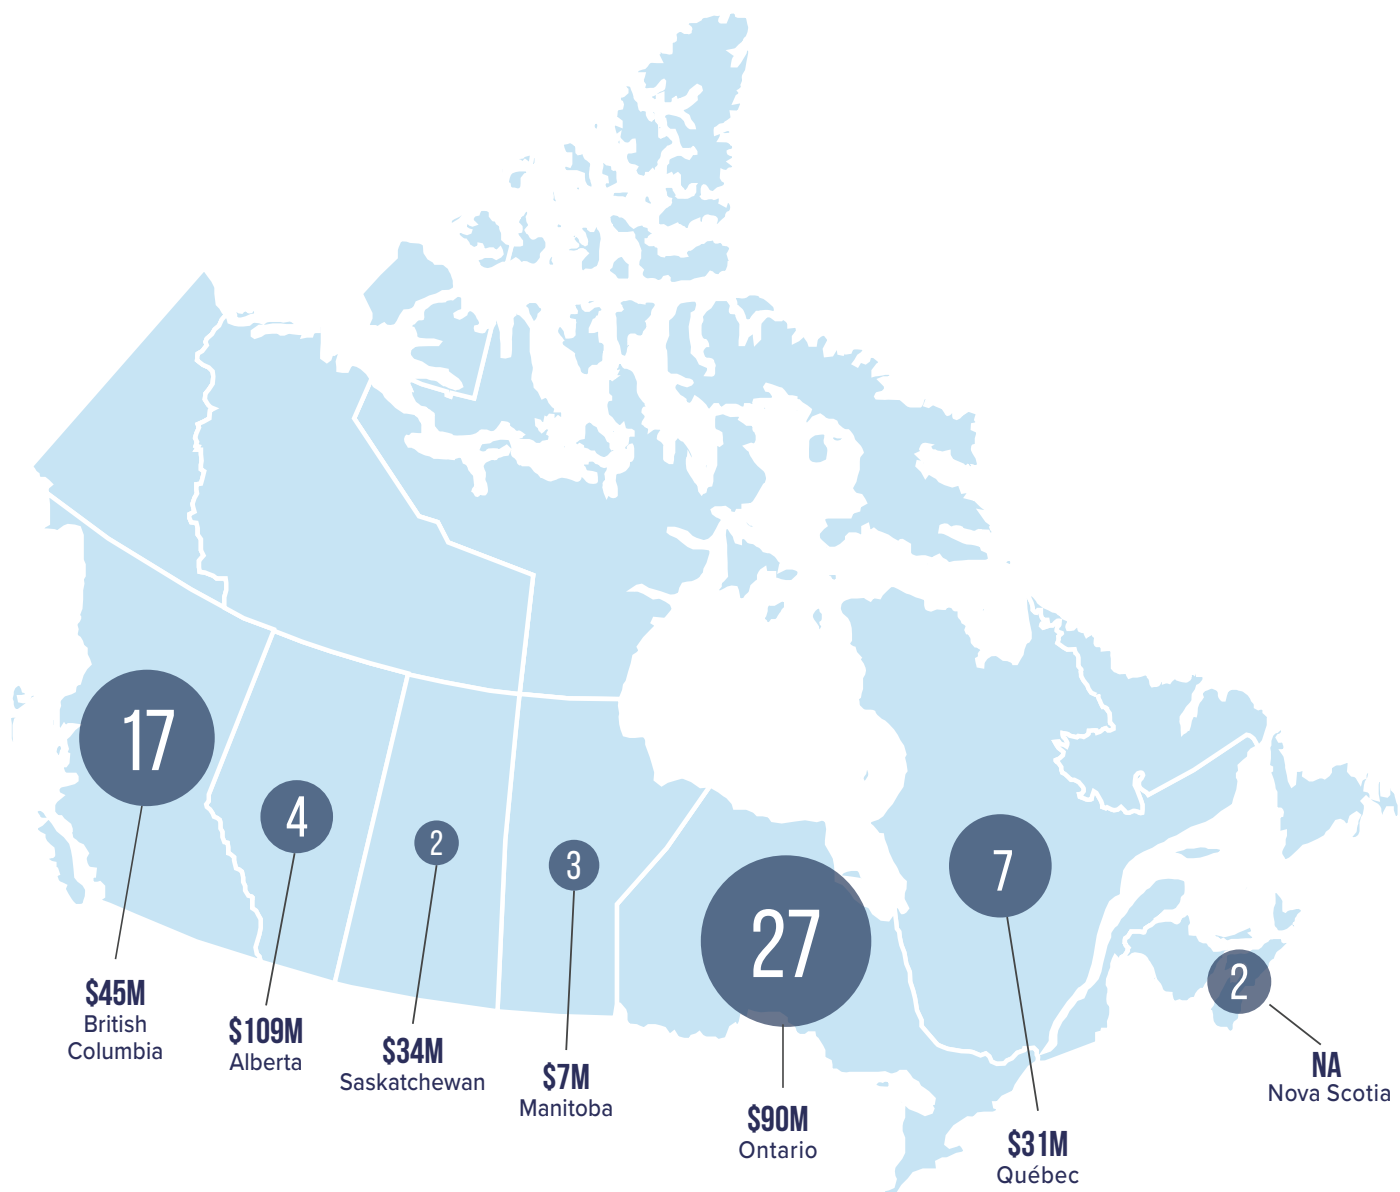 17
4
2
3
27
7
2
$45M
British
Columbia
$109M
Alberta
$34M
Saskatchewan
$7M
Manitoba
$90M
Ontario
$31M
Québec
NA
Nova Scotia